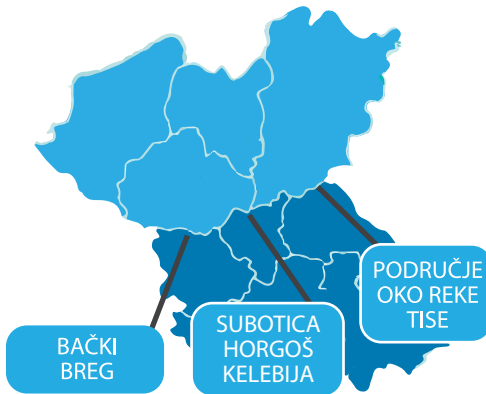 BAČKI
BREG
SUBOTICA
HORGOŠ
KELEBIJA
PODRUČJE
OKO REKE
TISE